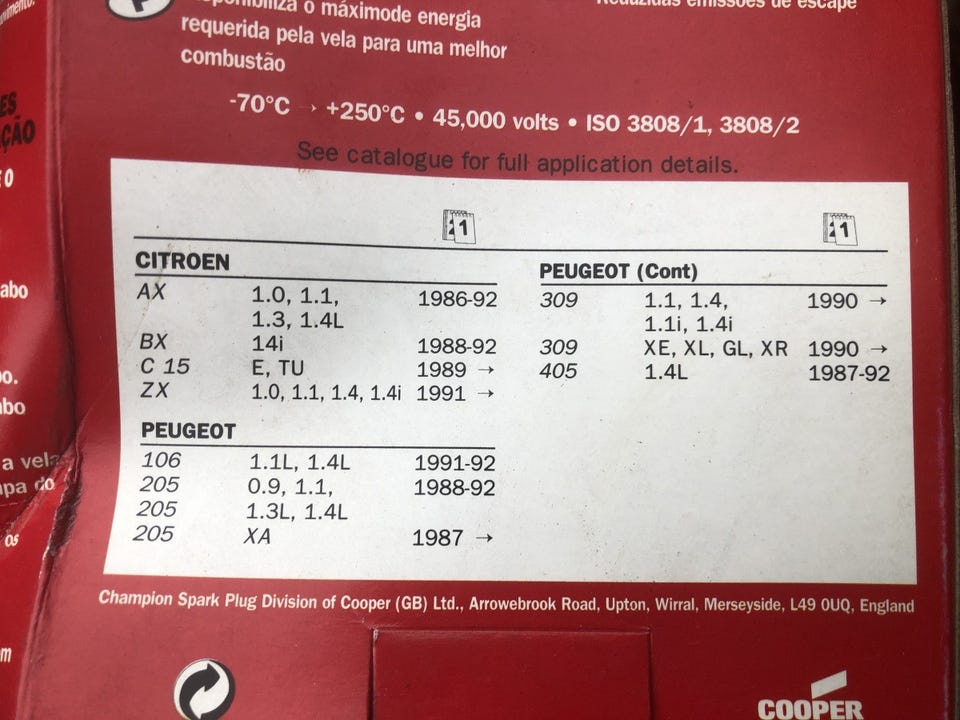 máximode energia
requerida pela vela para uma melhor
combustão
-70°C → +250°C • 45,000 volts • ISO 3808/1, 3808/2
See catalogue for full application details.
CITROEN
AX 1.0, 1.1, 1986-92
1.3, 1.4L
BX 14i 1988-92
C 15 E, TU 1989 →
ZX 1.0, 1.1, 1.4, 1.4i 1991 →
PEUGEOT
106 1.1L, 1.4L 1991-92
205 0.9, 1.1, 1988-92
205 1.3L, 1.4L
205 XA 1987 →
PEUGEOT (Cont)
309 1.1, 1.4, 1990 →
1.1i, 1.4i
309 XE, XL, GL, XR 1990 →
405 1.4L 1987-92
Champion Spark Plug Division of Cooper (GB) Ltd., Arrowebrook Road, Upton, Wirral, Merseyside, L49 0UQ, England
COOPER
a vela